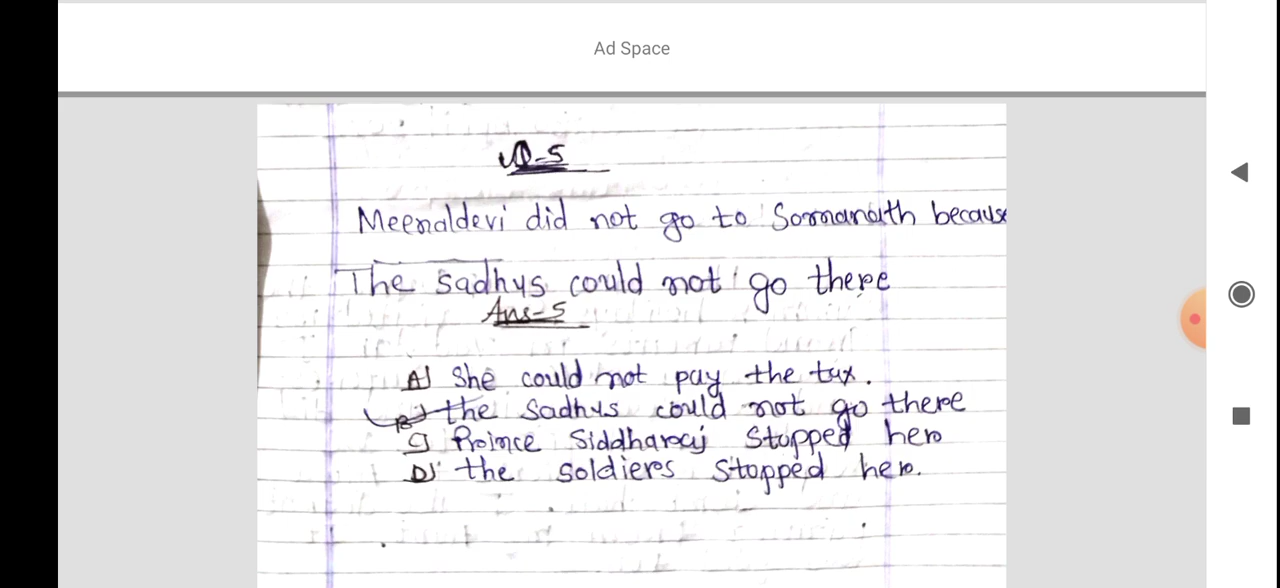 Ad Space
Q-5
Meenaldevi did not go to Somanath because
The sadhus could not go there
Ans-5
A) She could not pay the tax.
B) the Sadhus could not go there
C) Prince Siddharaj Stopped her
D) the soldiers stopped her.